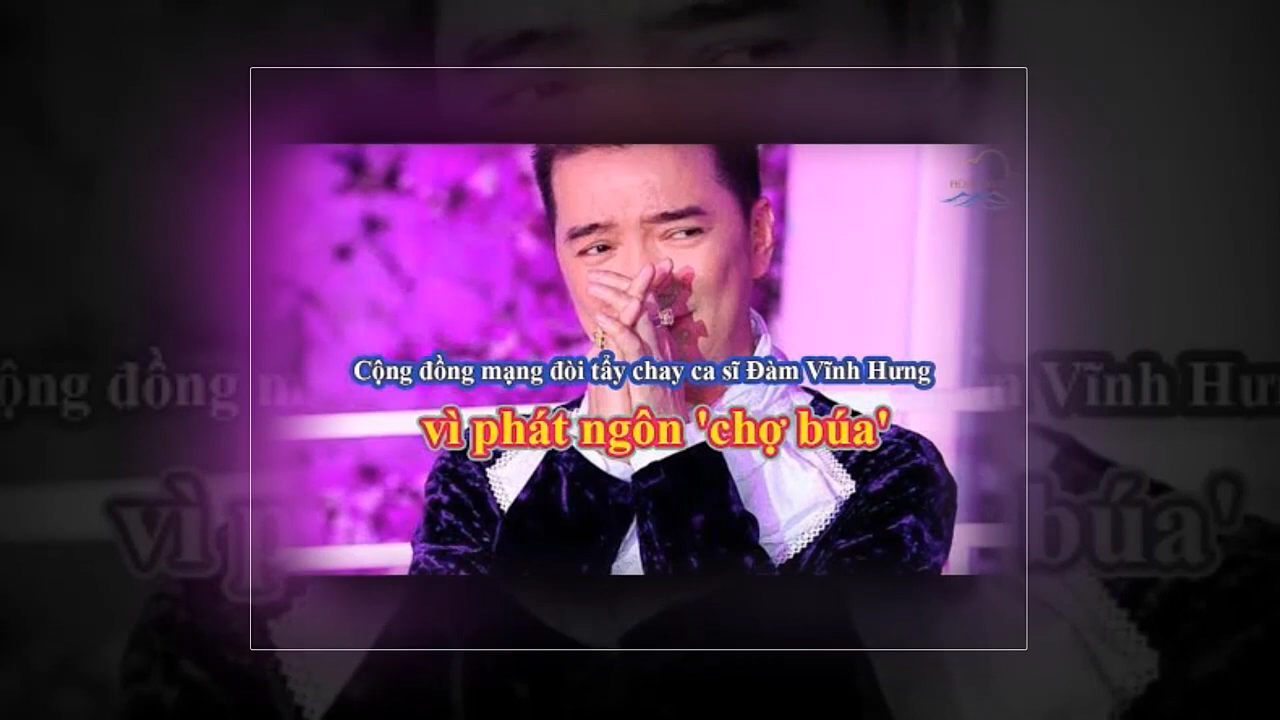 Cộng đồng mạng đòi tẩy chay ca sĩ Đàm Vĩnh Hưng
vì phát ngôn 'chợ búa'